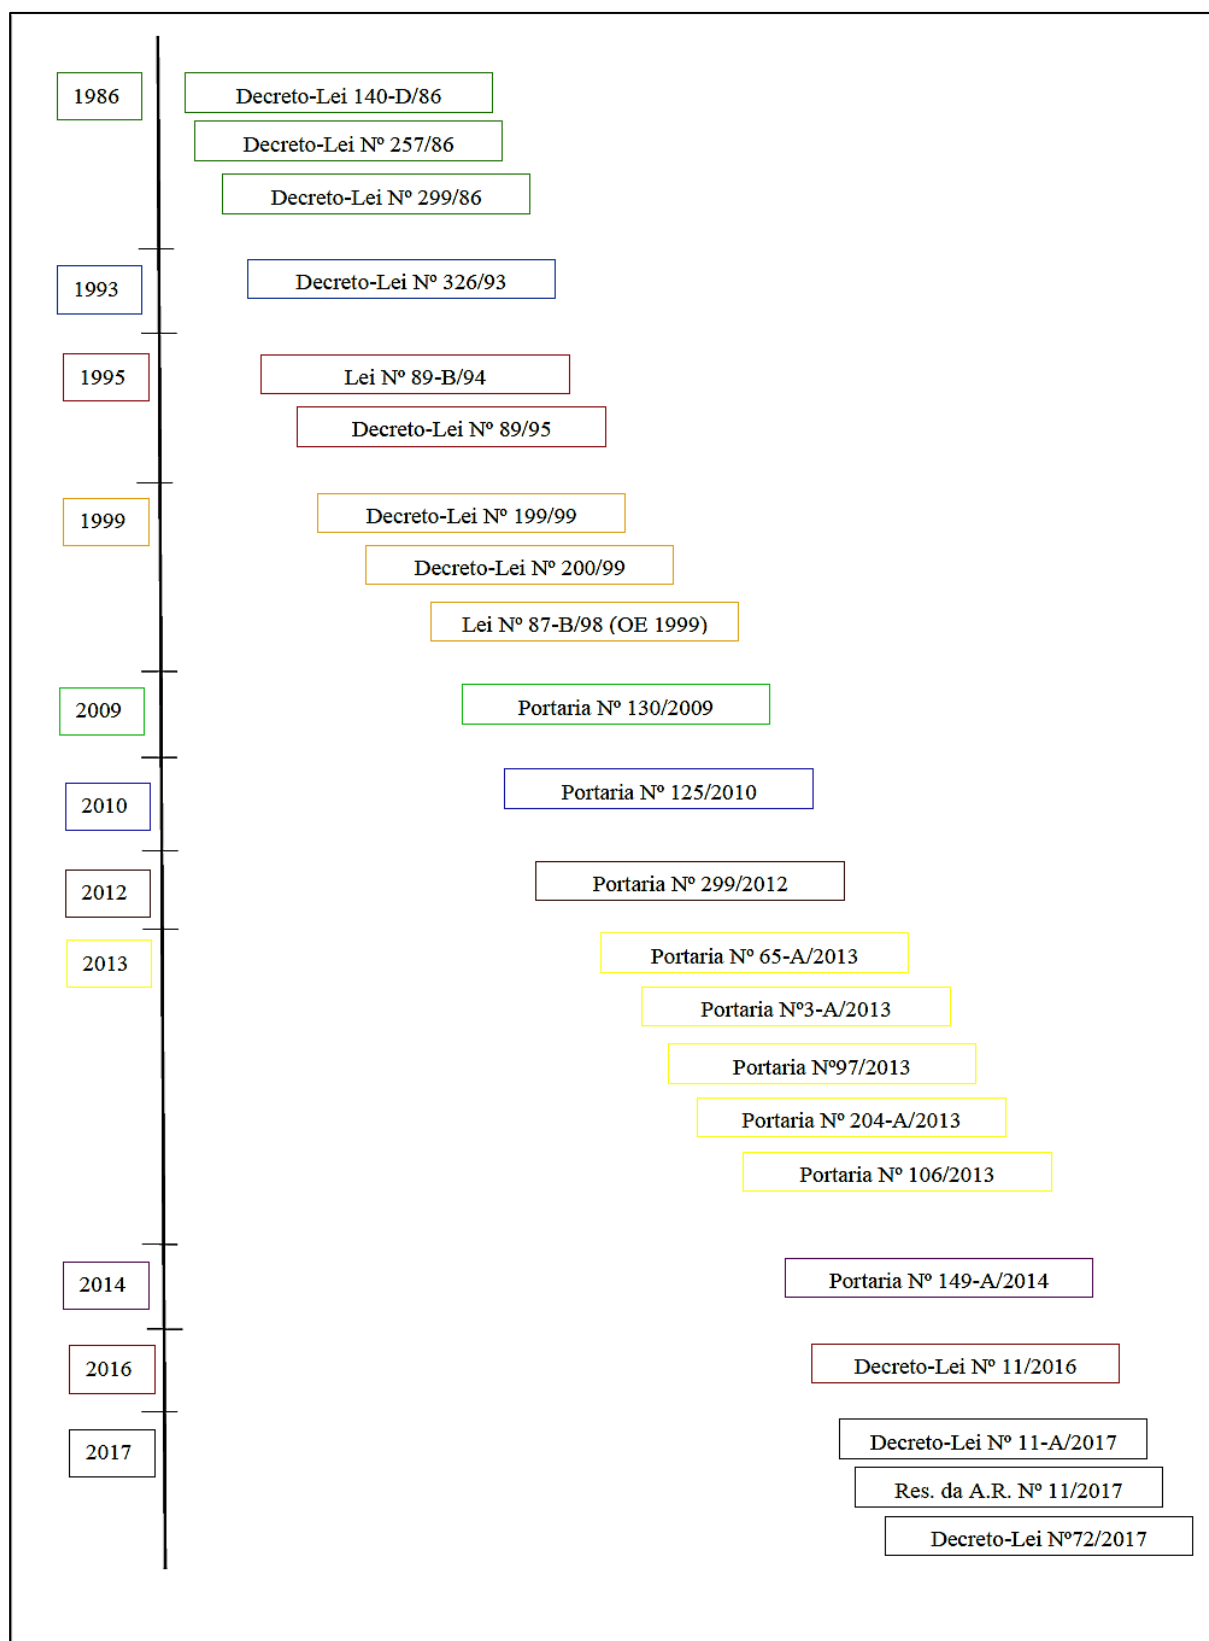 1986
Decreto-Lei 140-D/86
Decreto-Lei Nº 257/86
Decreto-Lei Nº 299/86
1993
Decreto-Lei Nº 326/93
1995
Lei Nº 89-B/94
Decreto-Lei Nº 89/95
1999
Decreto-Lei Nº 199/99
Decreto-Lei Nº 200/99
Lei Nº 87-B/98 (OE 1999)
2009
Portaria Nº 130/2009
2010
Portaria Nº 125/2010
2012
Portaria Nº 299/2012
2013
Portaria Nº 65-A/2013
Portaria Nº3-A/2013
Portaria Nº97/2013
Portaria Nº 204-A/2013
Portaria Nº 106/2013
2014
Portaria Nº 149-A/2014
2016
Decreto-Lei Nº 11/2016
2017
Decreto-Lei Nº 11-A/2017
Res. da A.R. Nº 11/2017
Decreto-Lei Nº72/2017